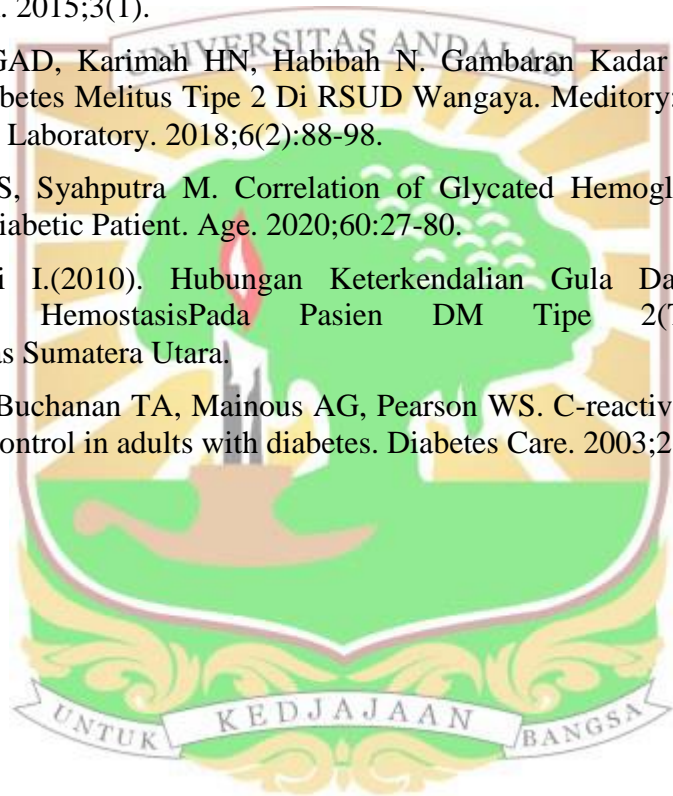 . 2015;3(1).
UNIVERSITAS ANDALAS
GAD, Karimah HN, Habibah N. Gambaran Kadar
betes Melitus Tipe 2 Di RSUD Wangaya. Meditory:
Laboratory. 2018;6(2):88-98.
S, Syahputra M. Correlation of Glycated Hemogl
iabetic Patient. Age. 2020;60:27-80.
i I.(2010). Hubungan Keterkendalian Gula Da
HemostasisPada Pasien DM Tipe 2(
as Sumatera Utara.
Buchanan TA, Mainous AG, Pearson WS. C-reactiv
control in adults with diabetes. Diabetes Care. 2003;2
UNTUK KEDJAJAAN BANGSA